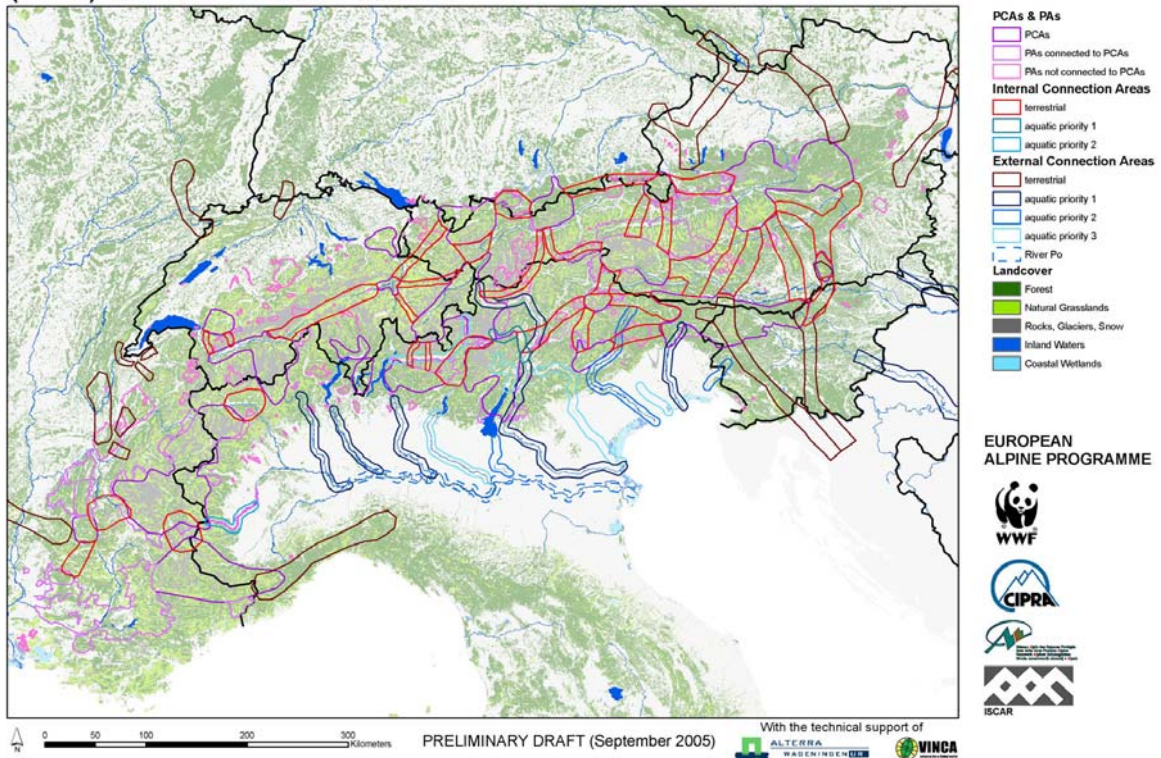 PCAs & PAs
PCAs
PAs connected to PCAs
PAs not connected to PCAs
Internal Connection Areas
terrestrial
aquatic priority 1
aquatic priority 2
External Connection Areas
terrestrial
aquatic priority 1
aquatic priority 2
aquatic priority 3
River Po
Landcover
Forest
Natural Grasslands
Rocks, Glaciers, Snow
Inland Waters
Coastal Wetlands
EUROPEAN
ALPINE PROGRAMME
WWF
CIPRA
ISCAR
N
0 50 100 200 300
Kilometers
PRELIMINARY DRAFT (September 2005)
With the technical support of
ALTERRA
WAGENINGEN UR
VINCA